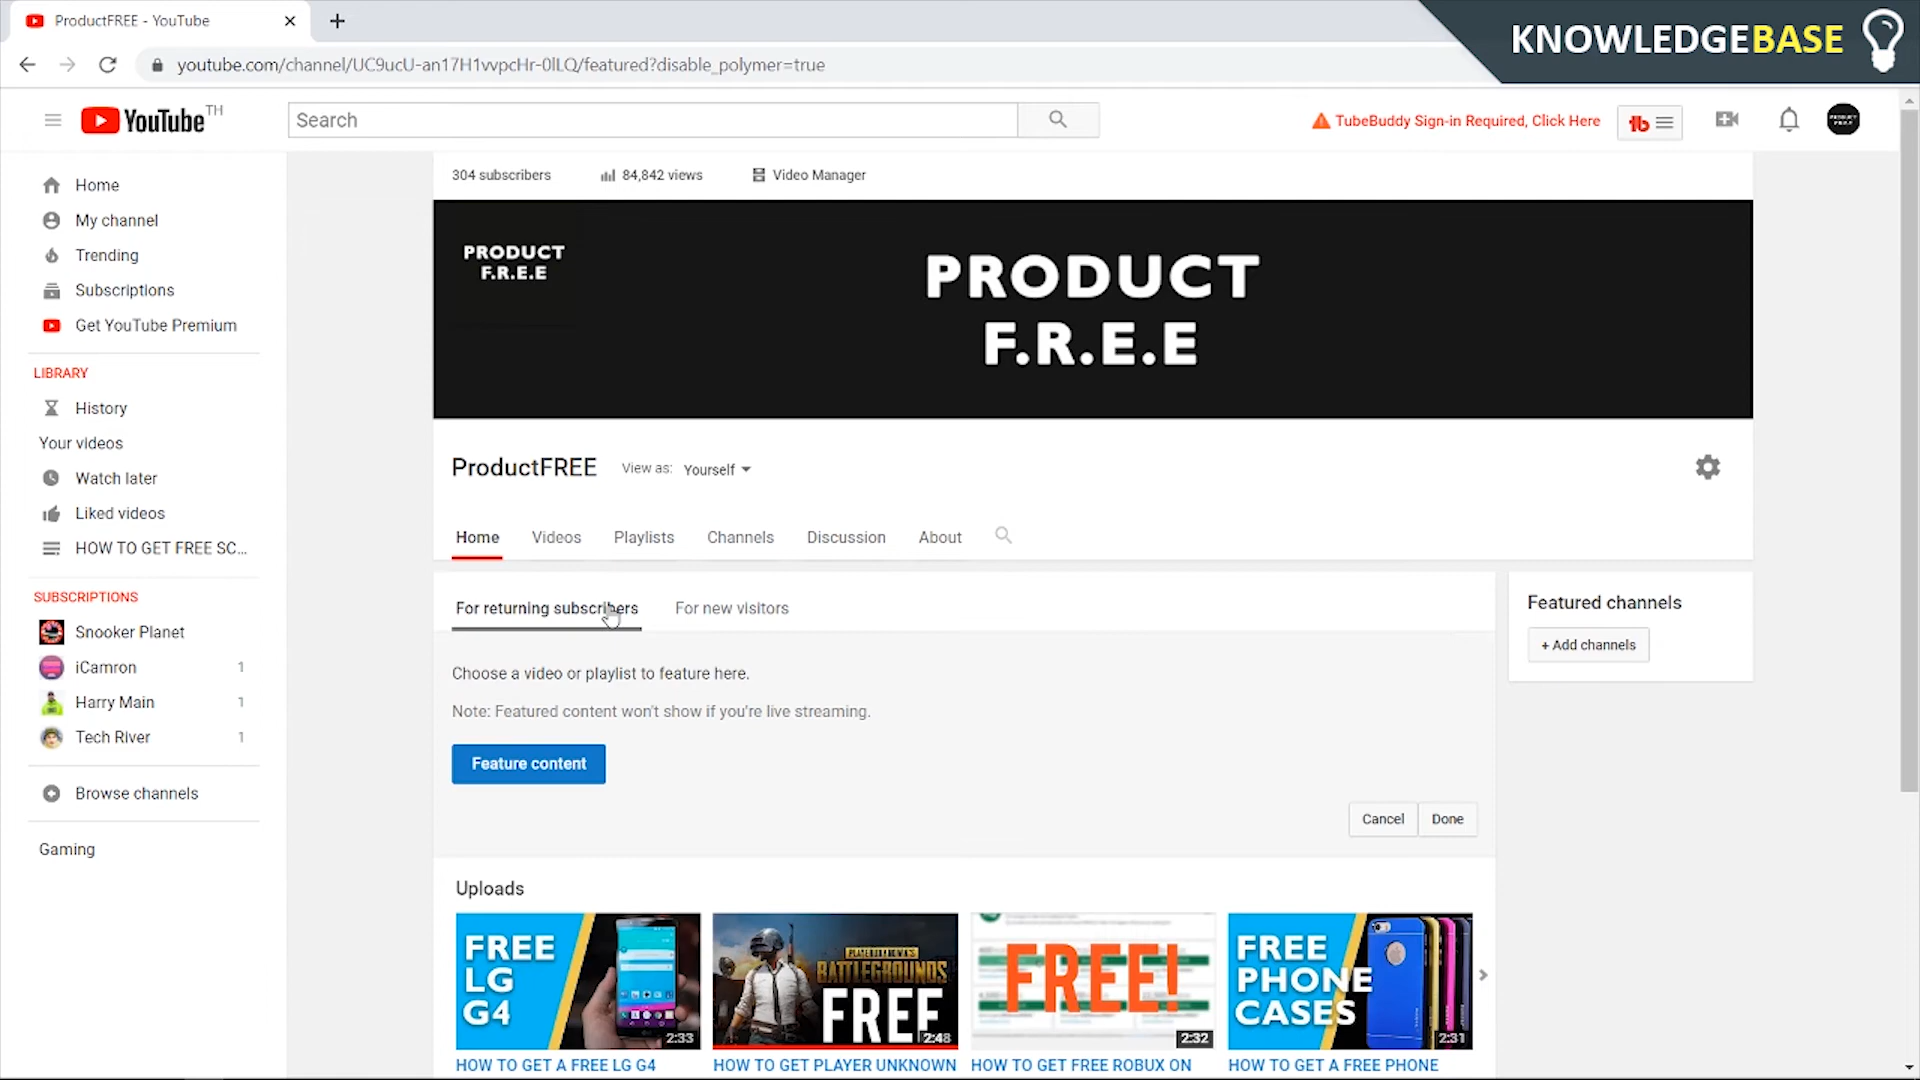 ProductFREE - YouTube
youtube.com/channel/UC9ucU-an17H1vvpcHr-0lLQ/featured?disable_polymer=true
KNOWLEDGEBASE
YouTube TH
Search
TubeBuddy Sign-in Required, Click Here
tb
Home
My channel
Trending
Subscriptions
Get YouTube Premium
LIBRARY
History
Your videos
Watch later
Liked videos
HOW TO GET FREE SC...
SUBSCRIPTIONS
Snooker Planet
iCamron 1
Harry Main 1
Tech River 1
Browse channels
Gaming
304 subscribers 84,842 views Video Manager
PRODUCT
F.R.E.E
PRODUCT
F.R.E.E
ProductFREE View as: Yourself
Home Videos Playlists Channels Discussion About
For returning subscribers For new visitors
Choose a video or playlist to feature here.
Note: Featured content won't show if you're live streaming.
Feature content
Cancel Done
Featured channels
+ Add channels
Uploads
FREE
LG
G4
2:33
PLAYERUNKNOWN'S
BATTLEGROUNDS
FREE
2:48
FREE!
2:32
FREE
PHONE
CASES
2:31
HOW TO GET A FREE LG G4
HOW TO GET PLAYER UNKNOWN
HOW TO GET FREE ROBUX ON
HOW TO GET A FREE PHONE